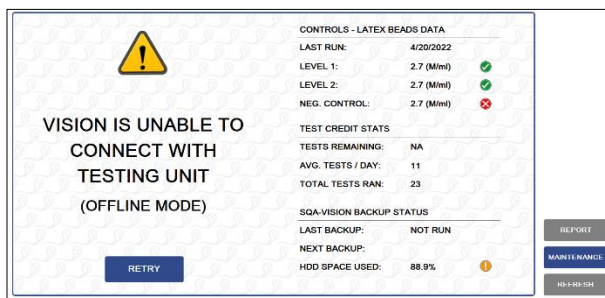 VISION IS UNABLE TO
CONNECT WITH
TESTING UNIT
(OFFLINE MODE)
RETRY
CONTROLS - LATEX BEADS DATA
LAST RUN: 4/20/2022
LEVEL 1: 2.7 (M/ml)
LEVEL 2: 2.7 (M/ml)
NEG. CONTROL: 2.7 (M/ml)
TEST CREDIT STATS
TESTS REMAINING: NA
AVG. TESTS / DAY: 11
TOTAL TESTS RAN: 23
SQA-VISION BACKUP STATUS
LAST BACKUP: NOT RUN
NEXT BACKUP:
HDD SPACE USED: 88.9%
REPORT
MAINTENANCE
REFRESH